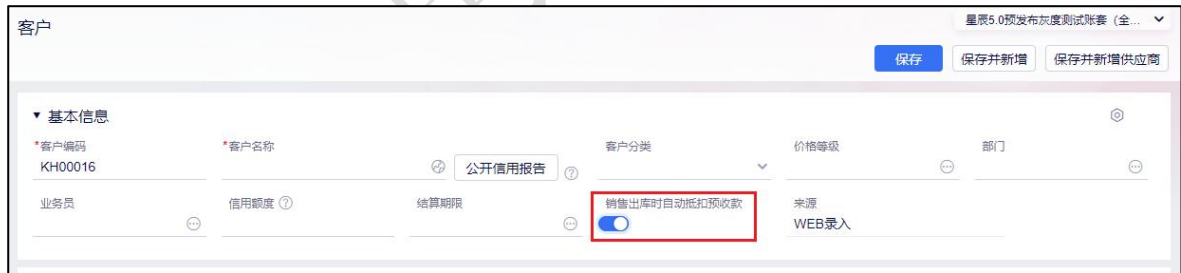 客户
星辰5.0预发布灰度测试账套（全...
保存 保存并新增 保存并新增供应商
基本信息
*客户编码 *客户名称 客户分类 价格等级 部门
KH00016 公开信用报告
业务员 信用额度 结算期限 销售出库时自动抵扣预收款 来源
WEB录入